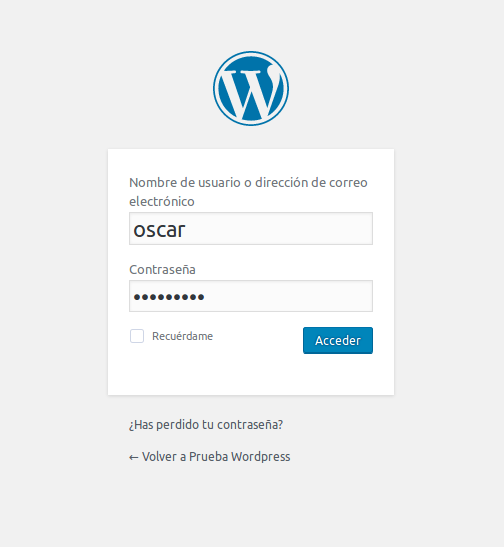 Nombre de usuario o dirección de correo
electrónico
oscar
Contraseña
•••••••••
Recuérdame
Acceder
¿Has perdido tu contraseña?
← Volver a Prueba Wordpress